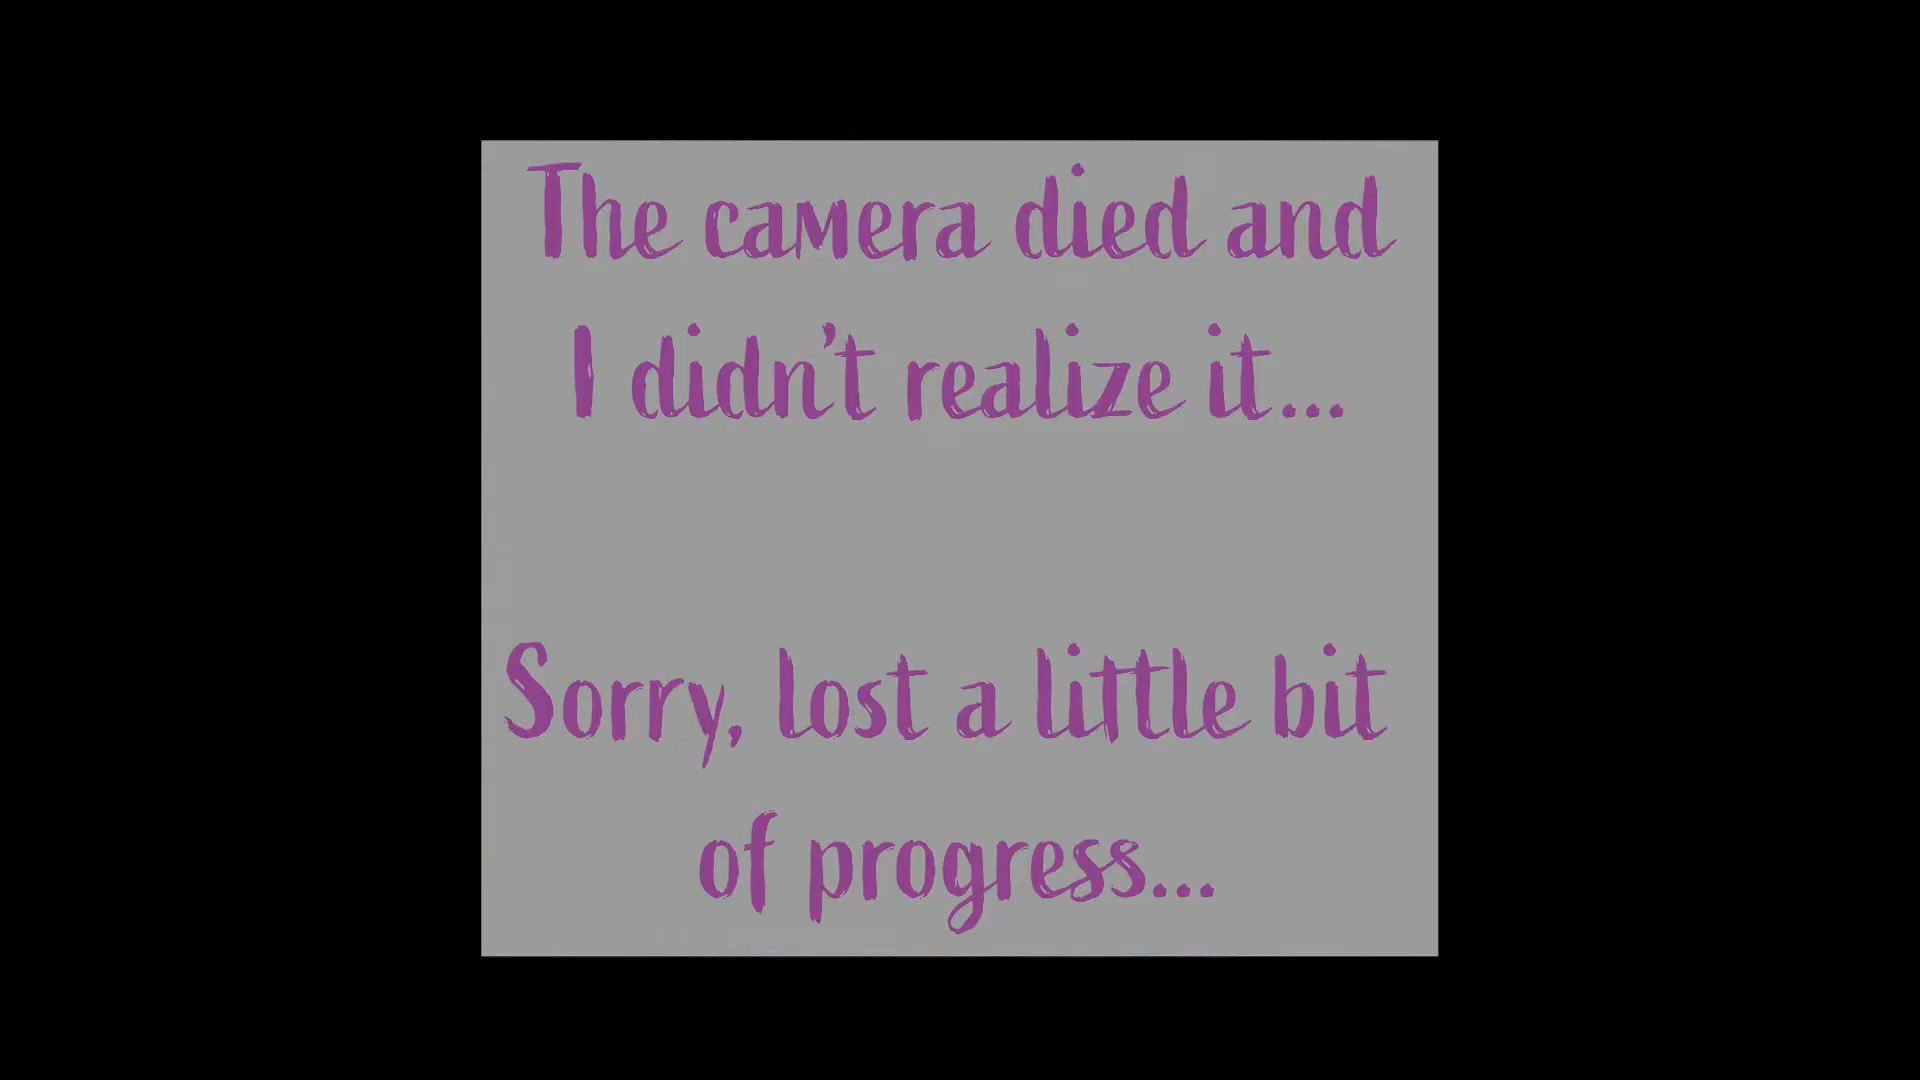 The camera died and
I didn't realize it...
Sorry, lost a little bit
of progress...